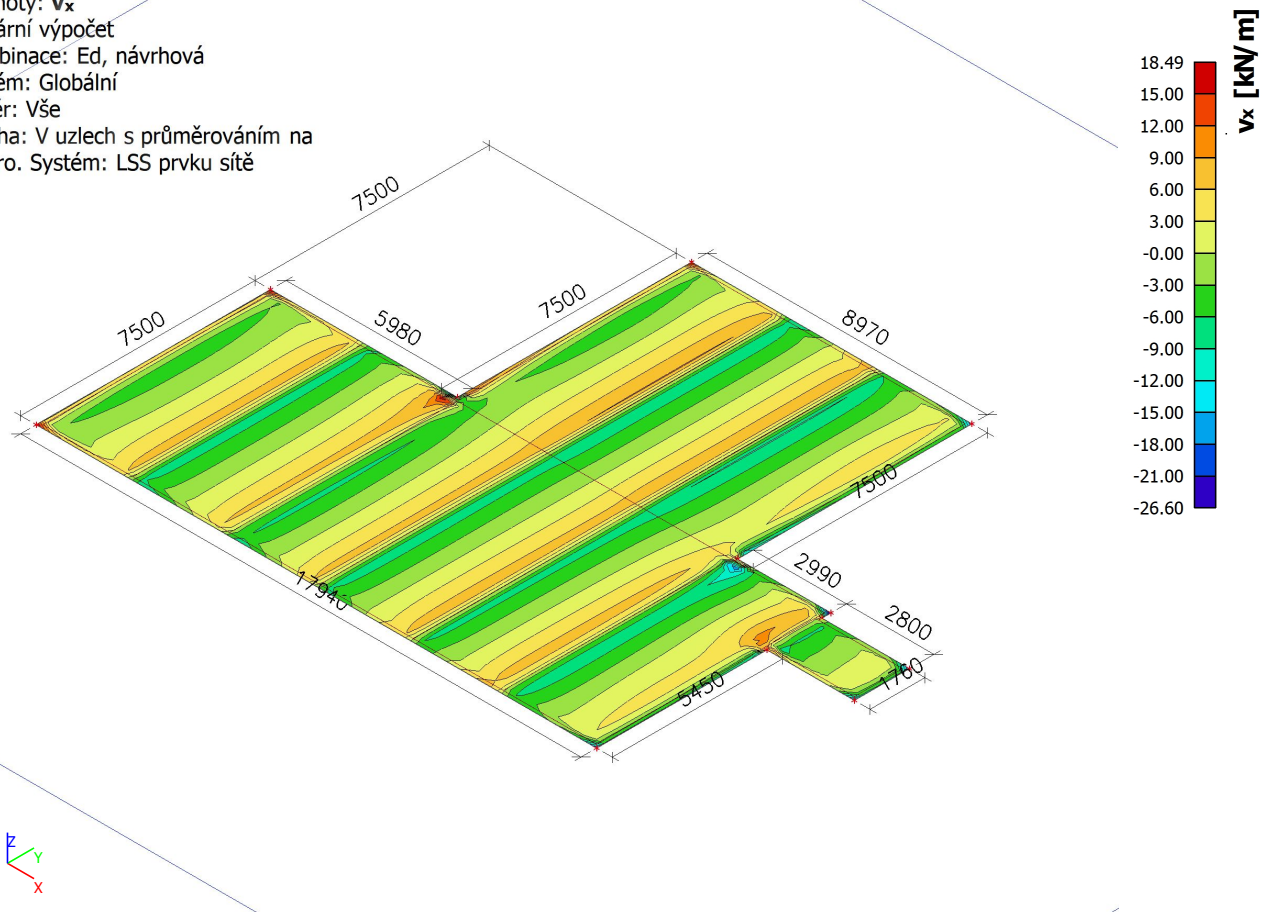 noty: vₓ
ární výpočet
binace: Ed, návrhová
ém: Globální
r: Vše
ha: V uzlech s průměrováním na
ro. Systém: LSS prvku sítě
vx [kN/m]
18.49
15.00
12.00
9.00
6.00
3.00
-0.00
-3.00
-6.00
-9.00
-12.00
-15.00
-18.00
-21.00
-26.60
7500
7500
5980
7500
8970
7500
2990
2800
1760
5450
17940
Z
Y
X